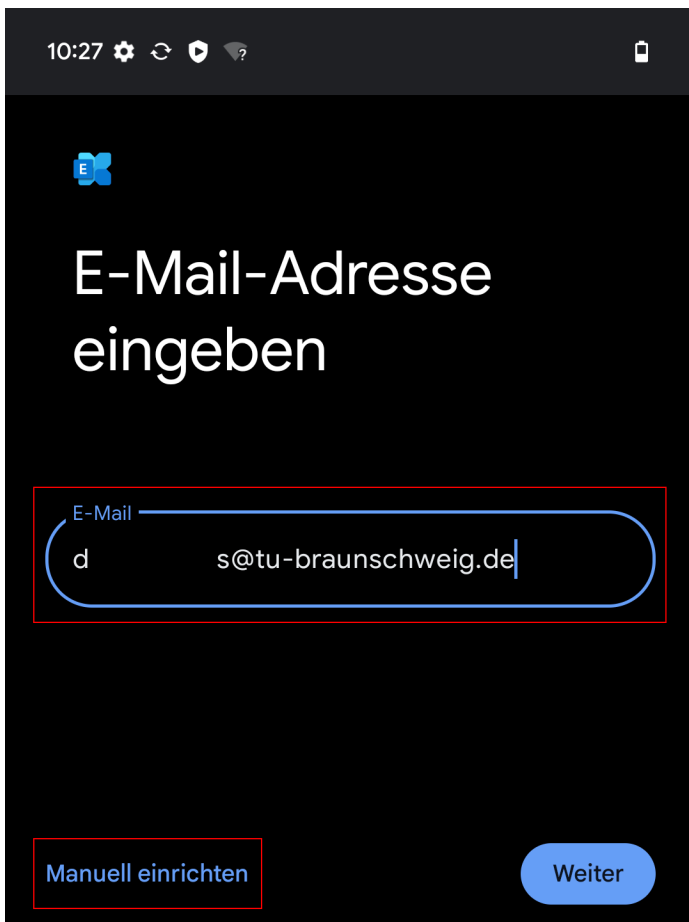 10:27
E
E-Mail-Adresse
eingeben
E-Mail
d s@tu-braunschweig.de
Manuell einrichten
Weiter